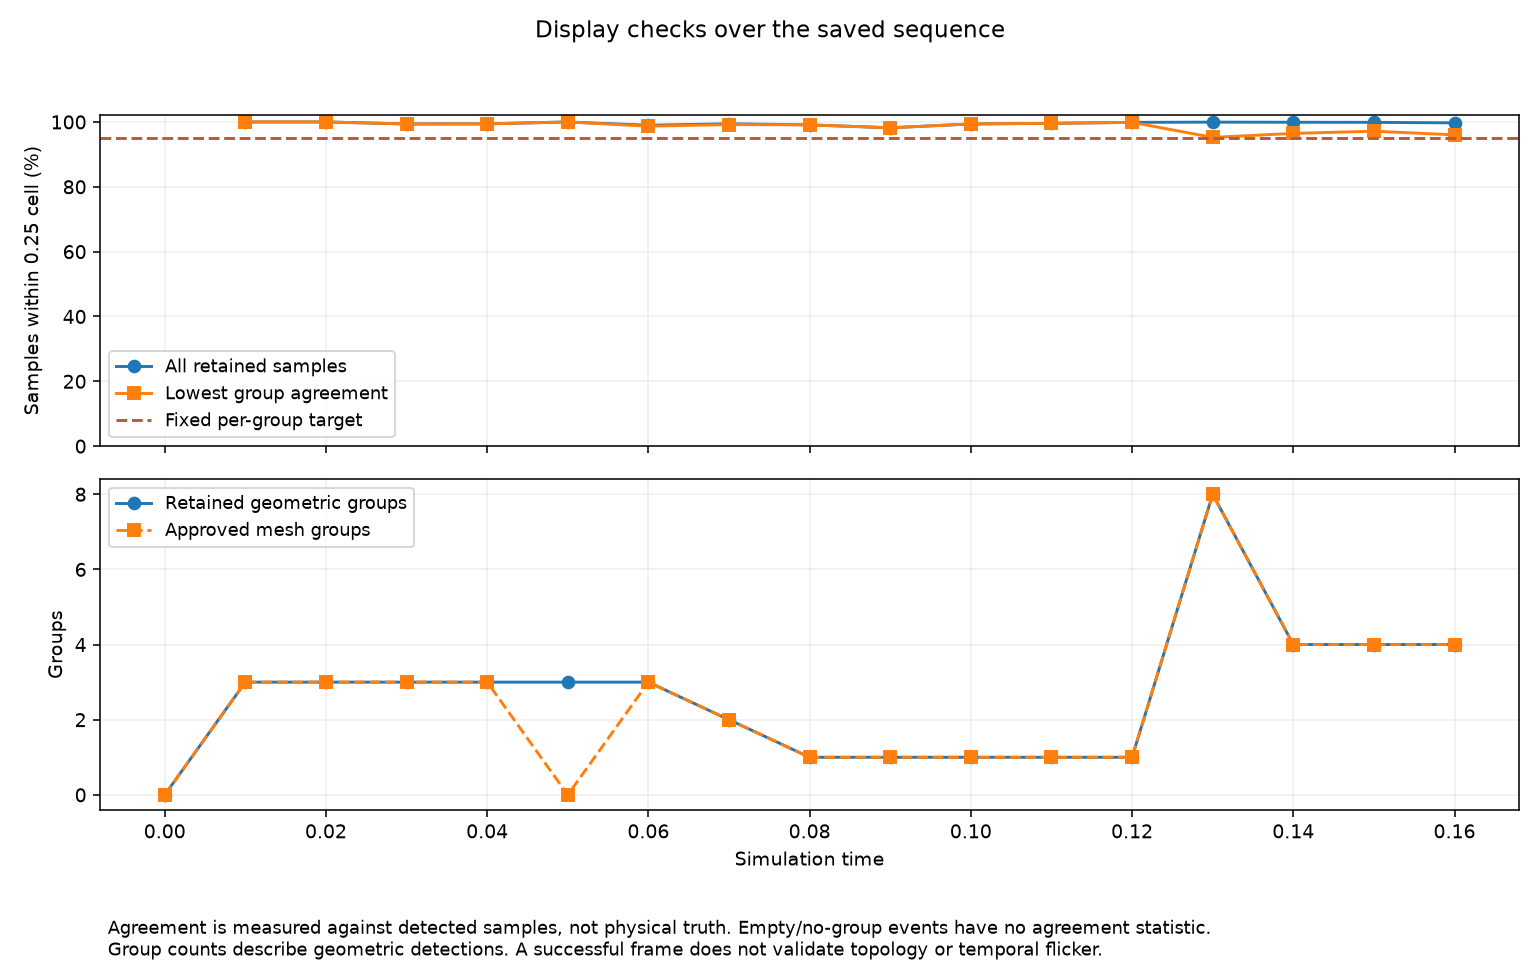 Display checks over the saved sequence
Samples within 0.25 cell (%)
100
80
60
40
20
0
All retained samples
Lowest group agreement
Fixed per-group target
Groups
8
6
4
2
0
Retained geometric groups
Approved mesh groups
0.00 0.02 0.04 0.06 0.08 0.10 0.12 0.14 0.16
Simulation time
Agreement is measured against detected samples, not physical truth. Empty/no-group events have no agreement statistic.
Group counts describe geometric detections. A successful frame does not validate topology or temporal flicker.